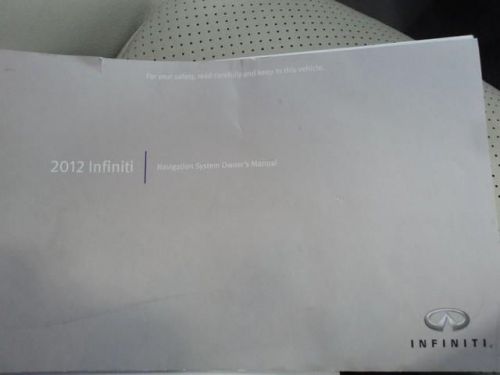 For your safety, read carefully and keep in this vehicle.
2012 Infiniti | Navigation System Owner's Manual
INFINITI®